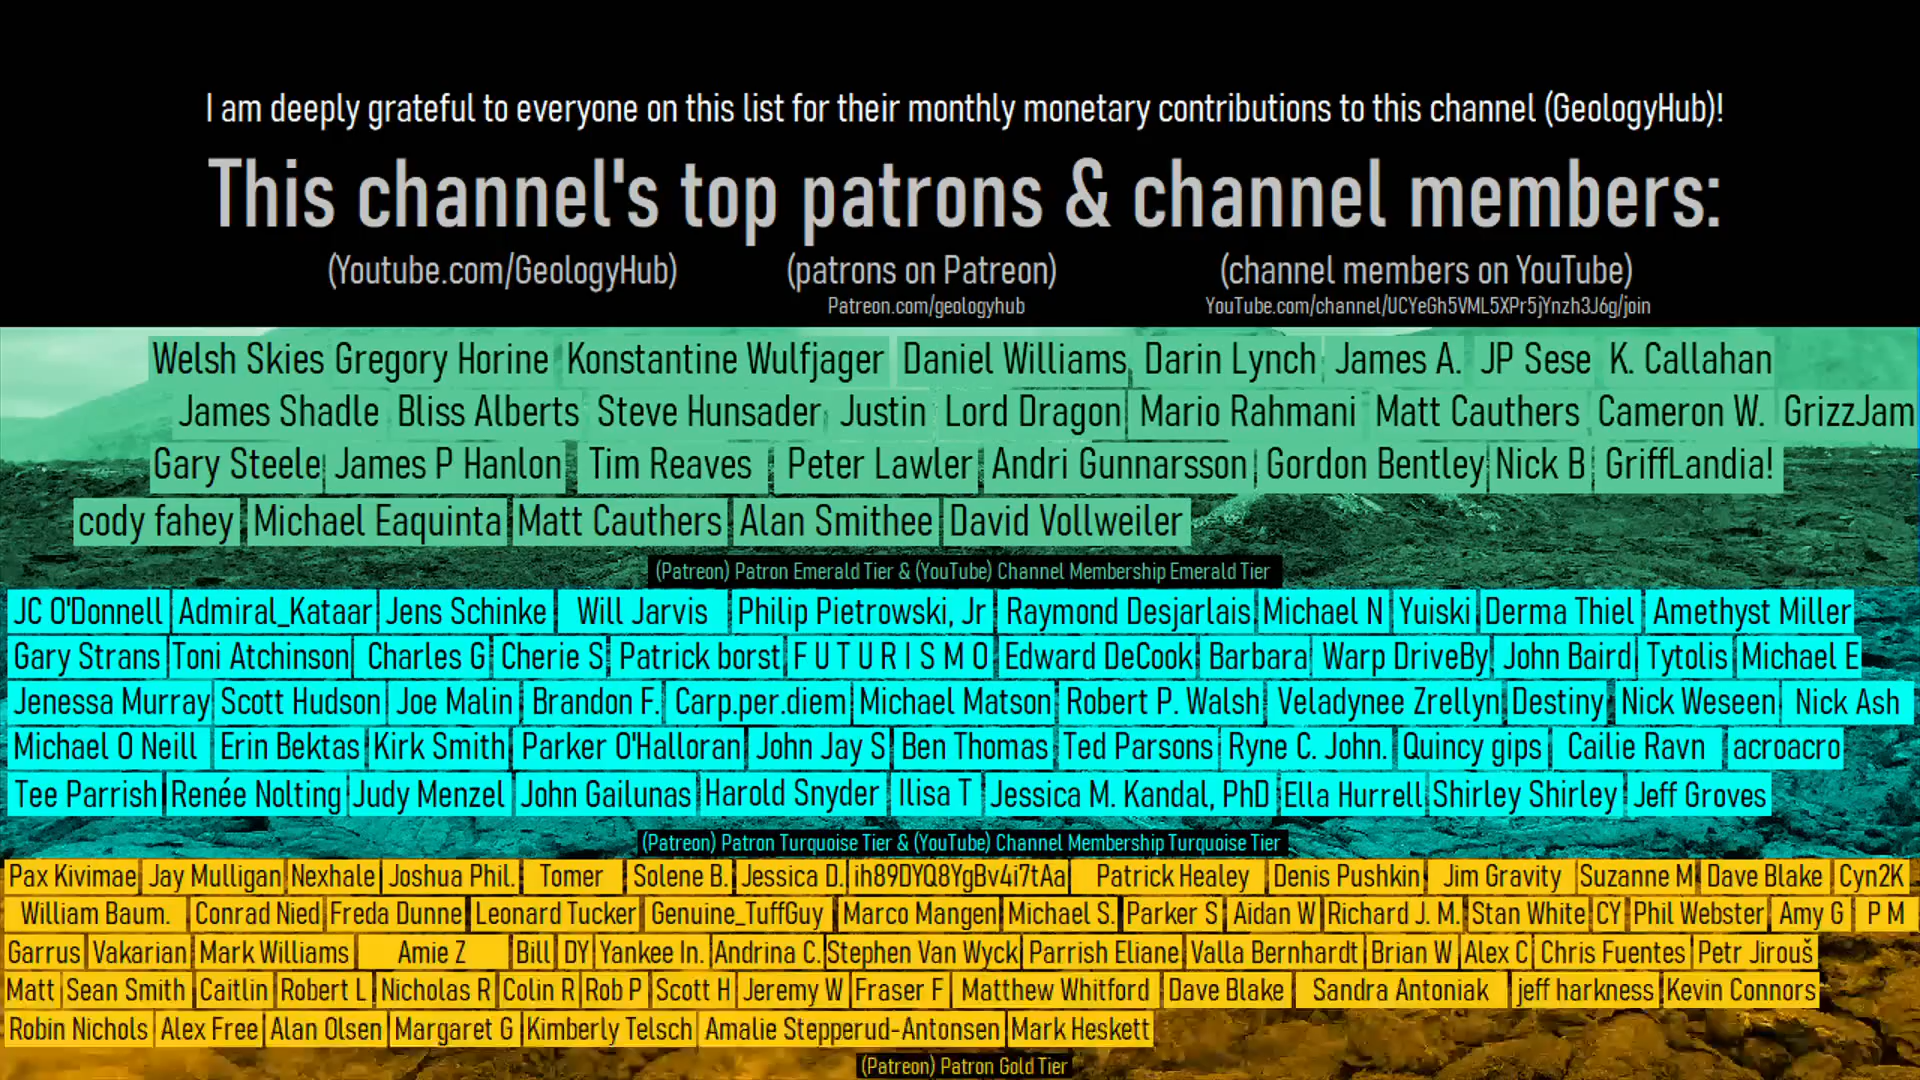 I am deeply grateful to everyone on this list for their monthly monetary contributions to this channel (GeologyHub)!
This channel's top patrons & channel members:
(Youtube.com/GeologyHub) (patrons on Patreon) (channel members on YouTube)
Patreon.com/geologyhub YouTube.com/channel/UCYeGh5VML5XPr5jYnzh3J6g/join
Welsh Skies Gregory Horine Konstantine Wulfjager Daniel Williams Darin Lynch James A. JP Sese K. Callahan
James Shadle Bliss Alberts Steve Hunsader Justin Lord Dragon Mario Rahmani Matt Cauthers Cameron W. GrizzJam
Gary Steele James P Hanlon Tim Reaves Peter Lawler Andri Gunnarsson Gordon Bentley Nick B GriffLandia!
cody fahey Michael Eaquinta Matt Cauthers Alan Smithee David Vollweiler
(Patreon) Patron Emerald Tier & (YouTube) Channel Membership Emerald Tier
JC O'Donnell Admiral_Kataar Jens Schinke Will Jarvis Philip Pietrowski, Jr Raymond Desjarlais Michael N Yuiski Derma Thiel Amethyst Miller
Gary Strans Toni Atchinson Charles G Cherie S Patrick borst F U T U R I S M O Edward DeCook Barbara Warp DriveBy John Baird Tytolis Michael E
Jenessa Murray Scott Hudson Joe Malin Brandon F. Carp.per.diem Michael Matson Robert P. Walsh Veladynee Zrellyn Destiny Nick Weseen Nick Ash
Michael O Neill Erin Bektas Kirk Smith Parker O'Halloran John Jay S Ben Thomas Ted Parsons Ryne C. John. Quincy gips Cailie Ravn acroacro
Tee Parrish Renée Nolting Judy Menzel John Gailunas Harold Snyder Ilisa T Jessica M. Kandal, PhD Ella Hurrell Shirley Shirley Jeff Groves
(Patreon) Patron Turquoise Tier & (YouTube) Channel Membership Turquoise Tier
Pax Kivimae Jay Mulligan Nexhale Joshua Phil. Tomer Solene B. Jessica D. ih89DYQ8YgBv4i7tAa Patrick Healey Denis Pushkin Jim Gravity Suzanne M Dave Blake Cyn2K
William Baum. Conrad Nied Freda Dunne Leonard Tucker Genuine_TuffGuy Marco Mangen Michael S. Parker S Aidan W Richard J. M. Stan White CY Phil Webster Amy G P M
Garrus Vakarian Mark Williams Amie Z Bill DY Yankee In. Andrina C. Stephen Van Wyck Parrish Eliane Valla Bernhardt Brian W Alex C Chris Fuentes Petr Jirouš
Matt Sean Smith Caitlin Robert L Nicholas R Colin R Rob P Scott H Jeremy W Fraser F Matthew Whitford Dave Blake Sandra Antoniak jeff harkness Kevin Connors
Robin Nichols Alex Free Alan Olsen Margaret G Kimberly Telsch Amalie Stepperud-Antonsen Mark Heskett
(Patreon) Patron Gold Tier